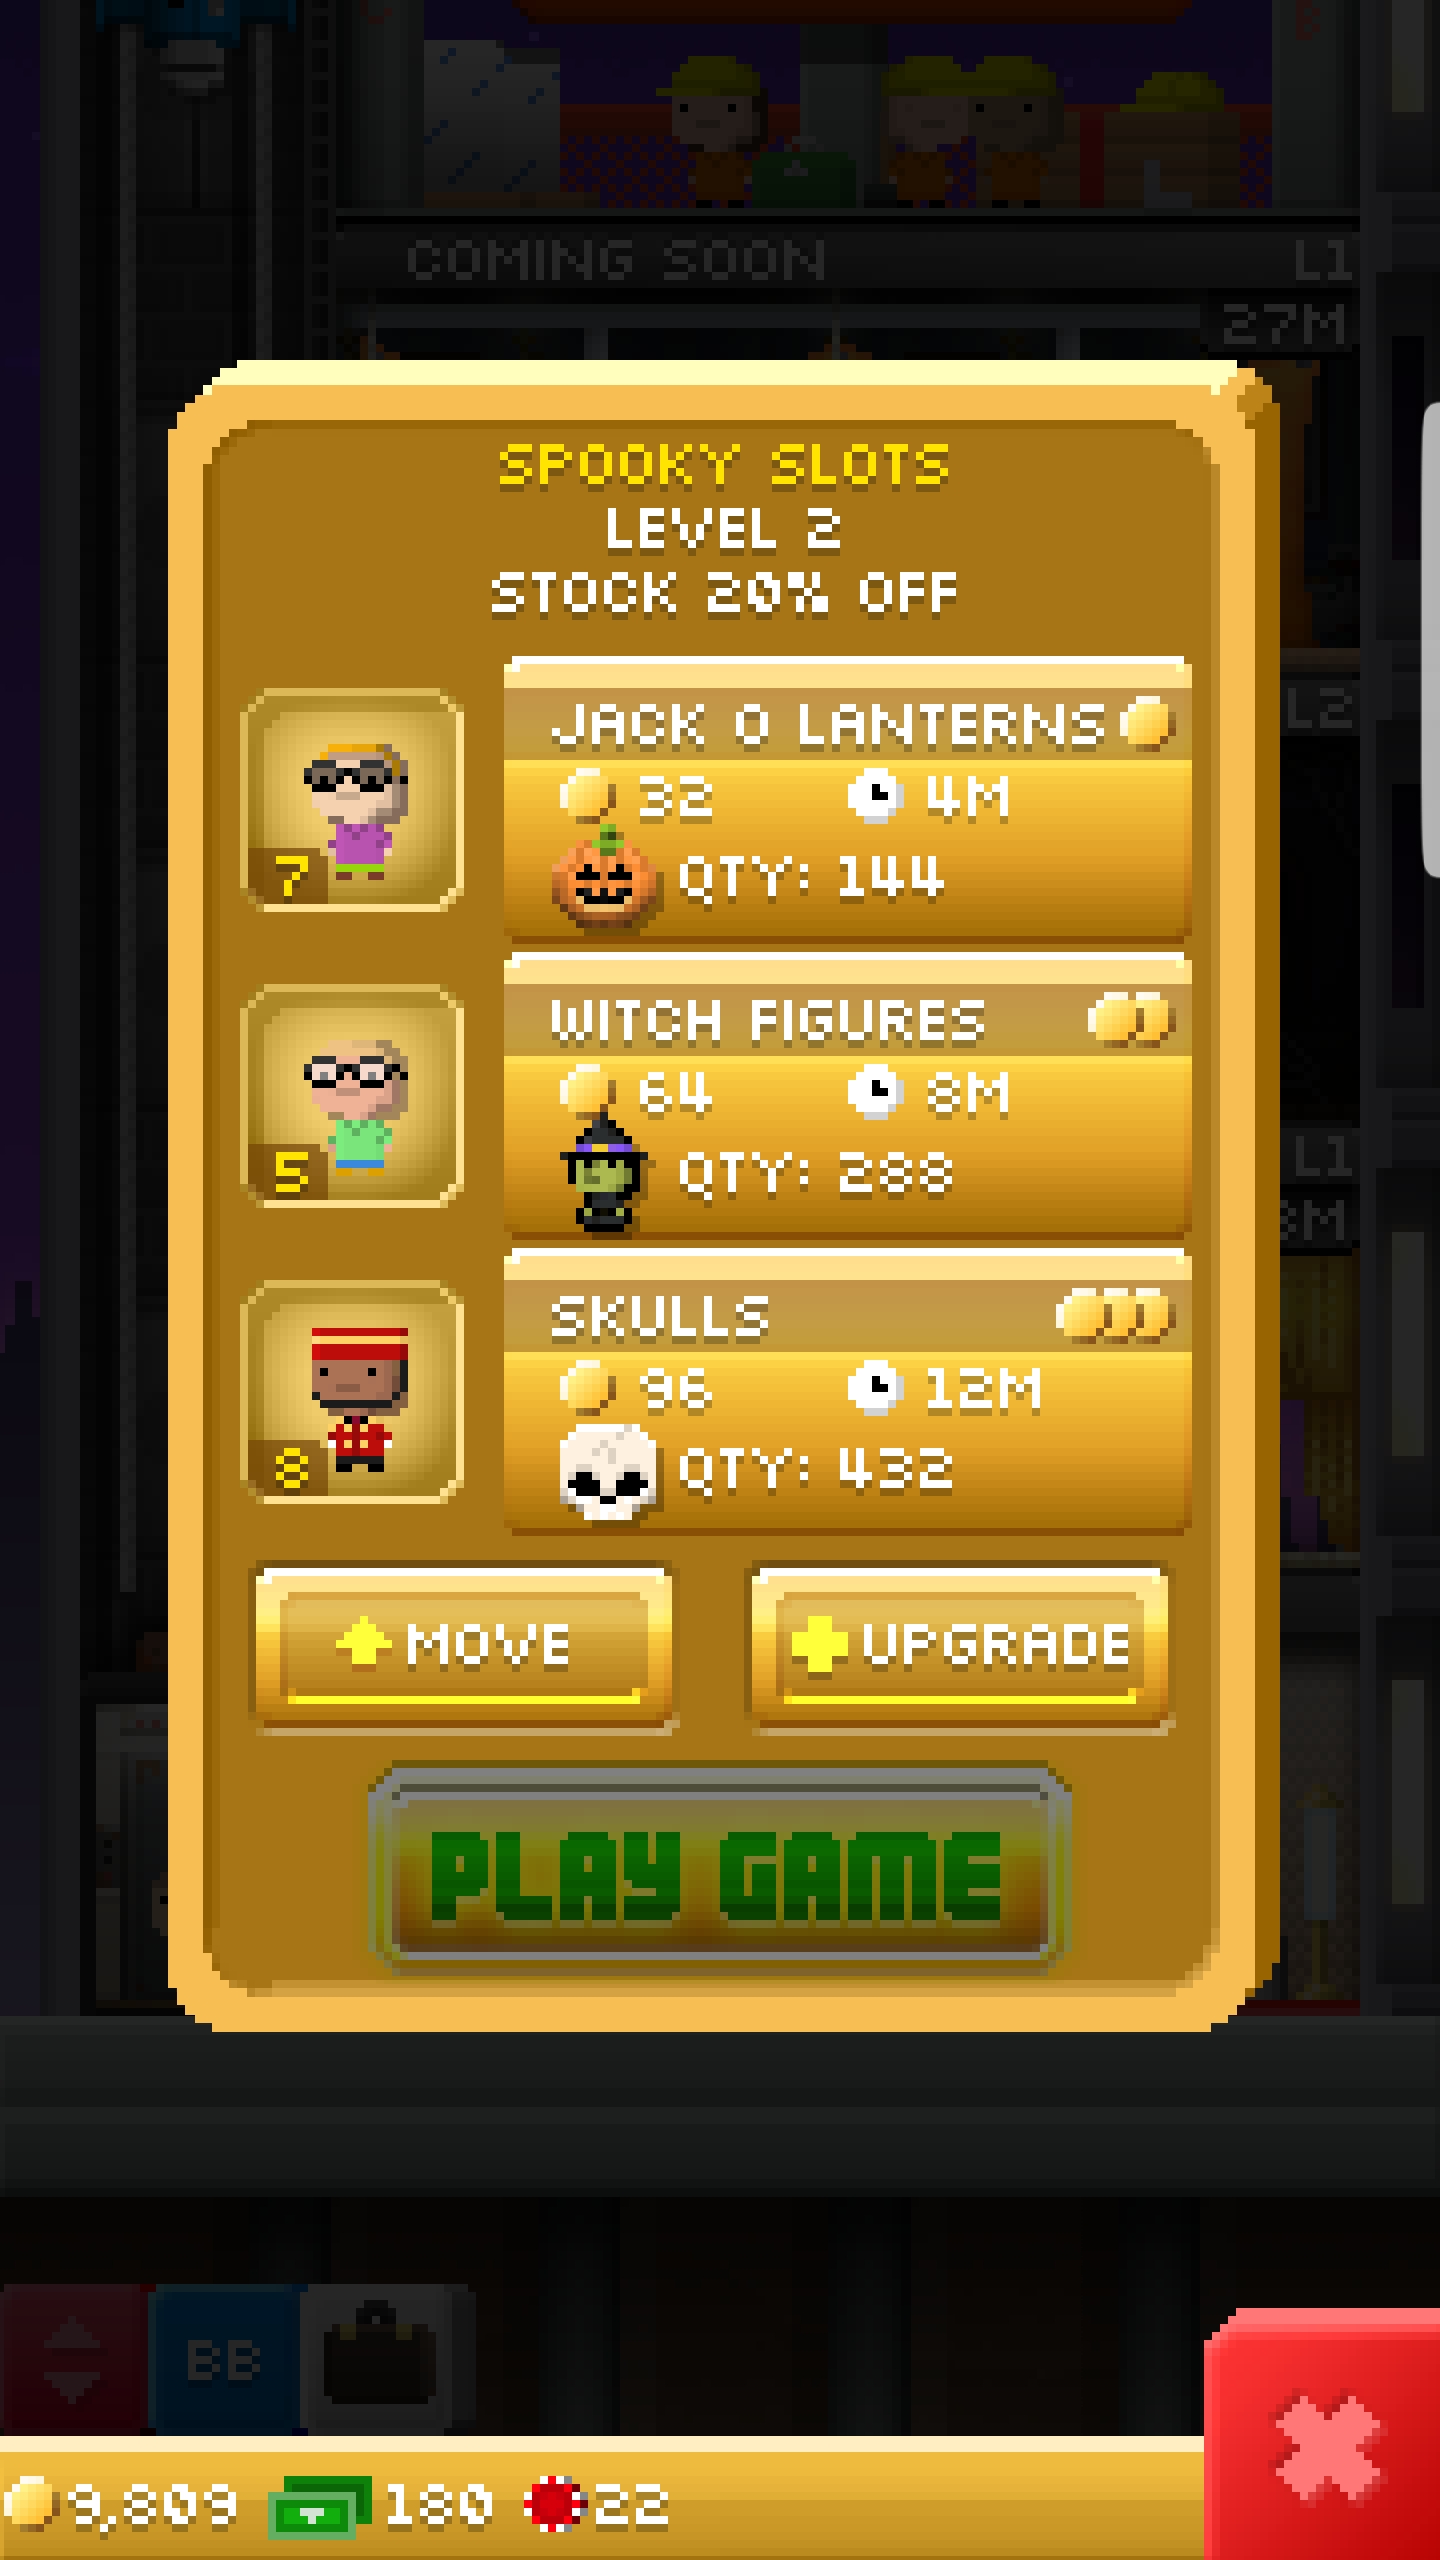 COMING SOON L1
27M
SPOOKY SLOTS
LEVEL 2
STOCK 20% OFF
L2
JACK O LANTERNS
32 4M
7 QTY: 144
WITCH FIGURES
64 8M
5 QTY: 288
L1
SKULLS
96 12M
8 QTY: 432
MOVE UPGRADE
PLAY GAME
BB
9,809 180 22